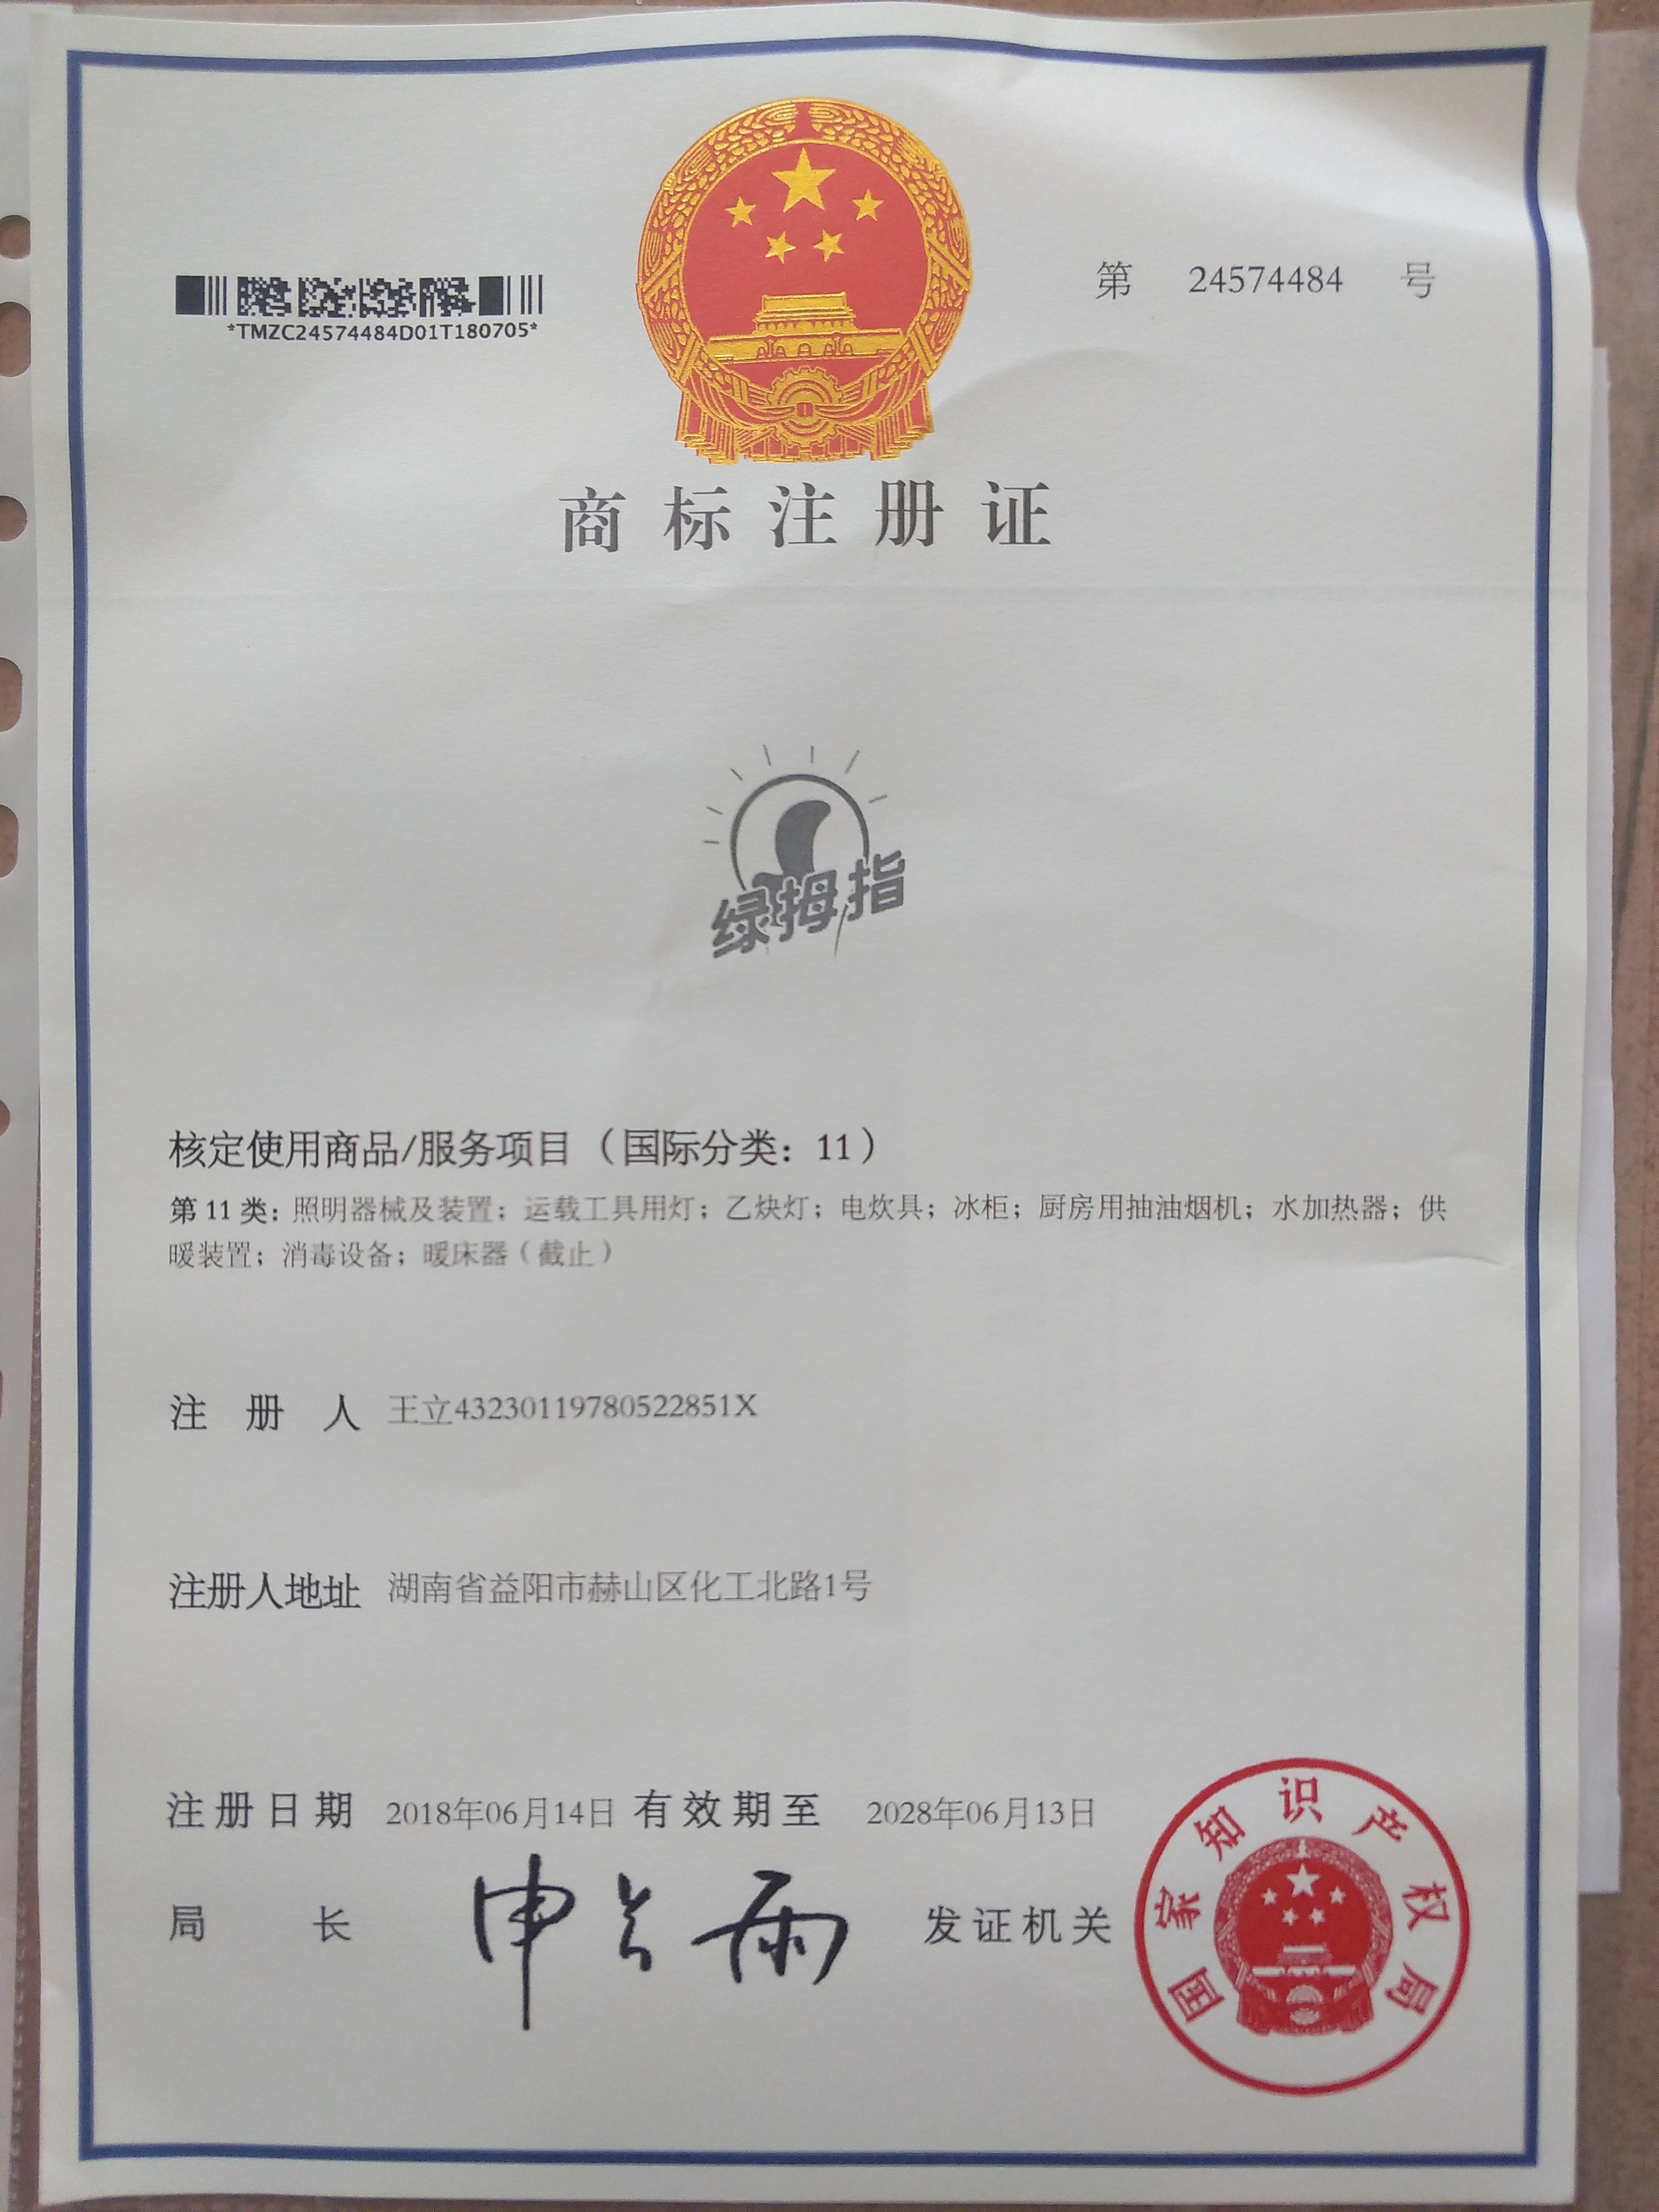 *TMZC24574484D01T180705*
第 24574484 号
商标注册证
绿拇指
核定使用商品/服务项目（国际分类：11）
第 11 类：照明器械及装置；运载工具用灯；乙炔灯；电炊具；冰柜；厨房用抽油烟机；水加热器；供
暖装置；消毒设备；暖床器（截止）
注册人 王立43230119780522851X
注册人地址 湖南省益阳市赫山区化工北路1号
注册日期 2018年06月14日 有效期至 2028年06月13日
局长 申长雨 发证机关
国家知识产权局